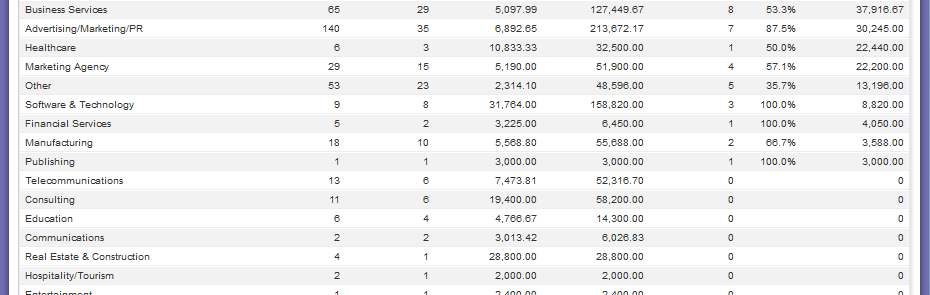 Business Services 65 29 5,097.99 127,449.67 8 53.3% 37,916.67
Advertising/Marketing/PR 140 35 6,892.65 213,672.17 7 87.5% 30,245.00
Healthcare 6 3 10,833.33 32,500.00 1 50.0% 22,440.00
Marketing Agency 29 15 5,190.00 51,900.00 4 57.1% 22,200.00
Other 53 23 2,314.10 48,596.00 5 35.7% 13,196.00
Software & Technology 9 8 31,764.00 158,820.00 3 100.0% 8,820.00
Financial Services 5 2 3,225.00 6,450.00 1 100.0% 4,050.00
Manufacturing 18 10 5,568.80 55,688.00 2 66.7% 3,588.00
Publishing 1 1 3,000.00 3,000.00 1 100.0% 3,000.00
Telecommunications 13 6 7,473.81 52,316.70 0 0
Consulting 11 6 19,400.00 58,200.00 0 0
Education 6 4 4,766.67 14,300.00 0 0
Communications 2 2 3,013.42 6,026.83 0 0
Real Estate & Construction 4 1 28,800.00 28,800.00 0 0
Hospitality/Tourism 2 1 2,000.00 2,000.00 0 0
Entertainment 1 1 2,400.00 2,400.00 0 0